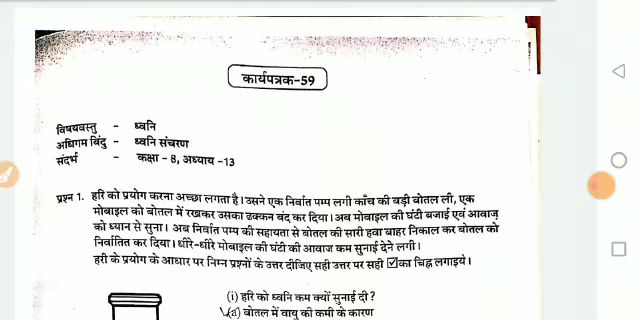 कार्यपत्रक-59
विषयवस्तु - ध्वनि
अधिगम बिंदु - ध्वनि संचरण
संदर्भ - कक्षा - 8, अध्याय -13
प्रश्न 1. हरि को प्रयोग करना अच्छा लगता है। उसने एक निर्वात पम्प लगी काँच की बड़ी बोतल ली, एक
मोबाइल को बोतल में रखकर उसका ढक्कन बंद कर दिया। अब मोबाइल की घंटी बजाई एवं आवाज़
को ध्यान से सुना। अब निर्वात पम्प की सहायता से बोतल की सारी हवा बाहर निकाल कर बोतल को
निर्वातित कर दिया। धीरे-धीरे मोबाइल की घंटी की आवाज कम सुनाई देने लगी।
हरी के प्रयोग के आधार पर निम्न प्रश्नों के उत्तर दीजिए सही उत्तर पर सही ☑का चिह्न लगाइये।
(i) हरि को ध्वनि कम क्यों सुनाई दी?
(a) बोतल में वायु की कमी के कारण